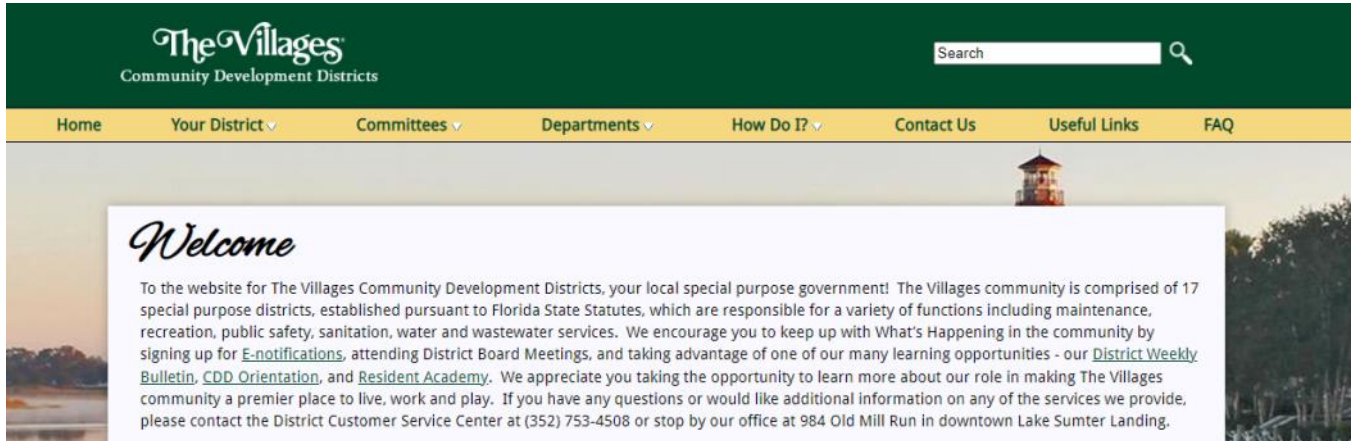 The Villages
Community Development Districts
Search
Home Your District Committees Departments How Do I? Contact Us Useful Links FAQ
Welcome
To the website for The Villages Community Development Districts, your local special purpose government! The Villages community is comprised of 17
special purpose districts, established pursuant to Florida State Statutes, which are responsible for a variety of functions including maintenance,
recreation, public safety, sanitation, water and wastewater services. We encourage you to keep up with What's Happening in the community by
signing up for E-notifications, attending District Board Meetings, and taking advantage of one of our many learning opportunities - our District Weekly
Bulletin, CDD Orientation, and Resident Academy. We appreciate you taking the opportunity to learn more about our role in making The Villages
community a premier place to live, work and play. If you have any questions or would like additional information on any of the services we provide,
please contact the District Customer Service Center at (352) 753-4508 or stop by our office at 984 Old Mill Run in downtown Lake Sumter Landing.